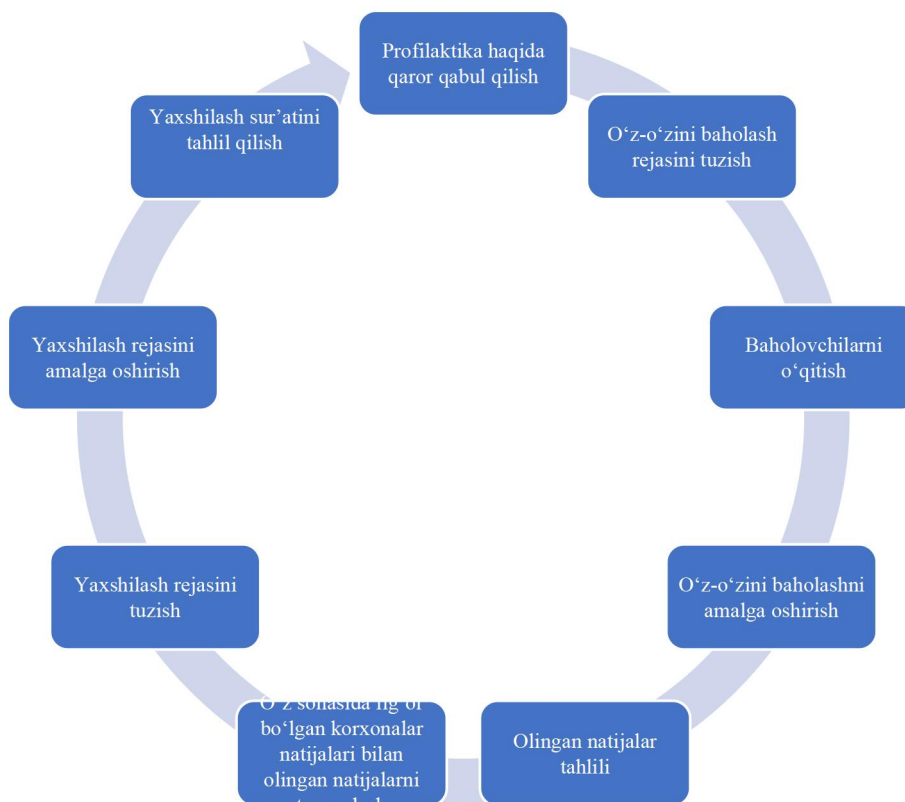 Profilaktika haqida
qaror qabul qilish
O‘z-o‘zini baholash
rejasini tuzish
Baholovchilarni
o‘qitish
O‘z-o‘zini baholashni
amalga oshirish
Olingan natijalar
tahlili
bo‘lgan korxonalar
natijalari bilan
olingan natijalarni
Yaxshilash rejasini
tuzish
Yaxshilash rejasini
amalga oshirish
Yaxshilash sur’atini
tahlil qilish